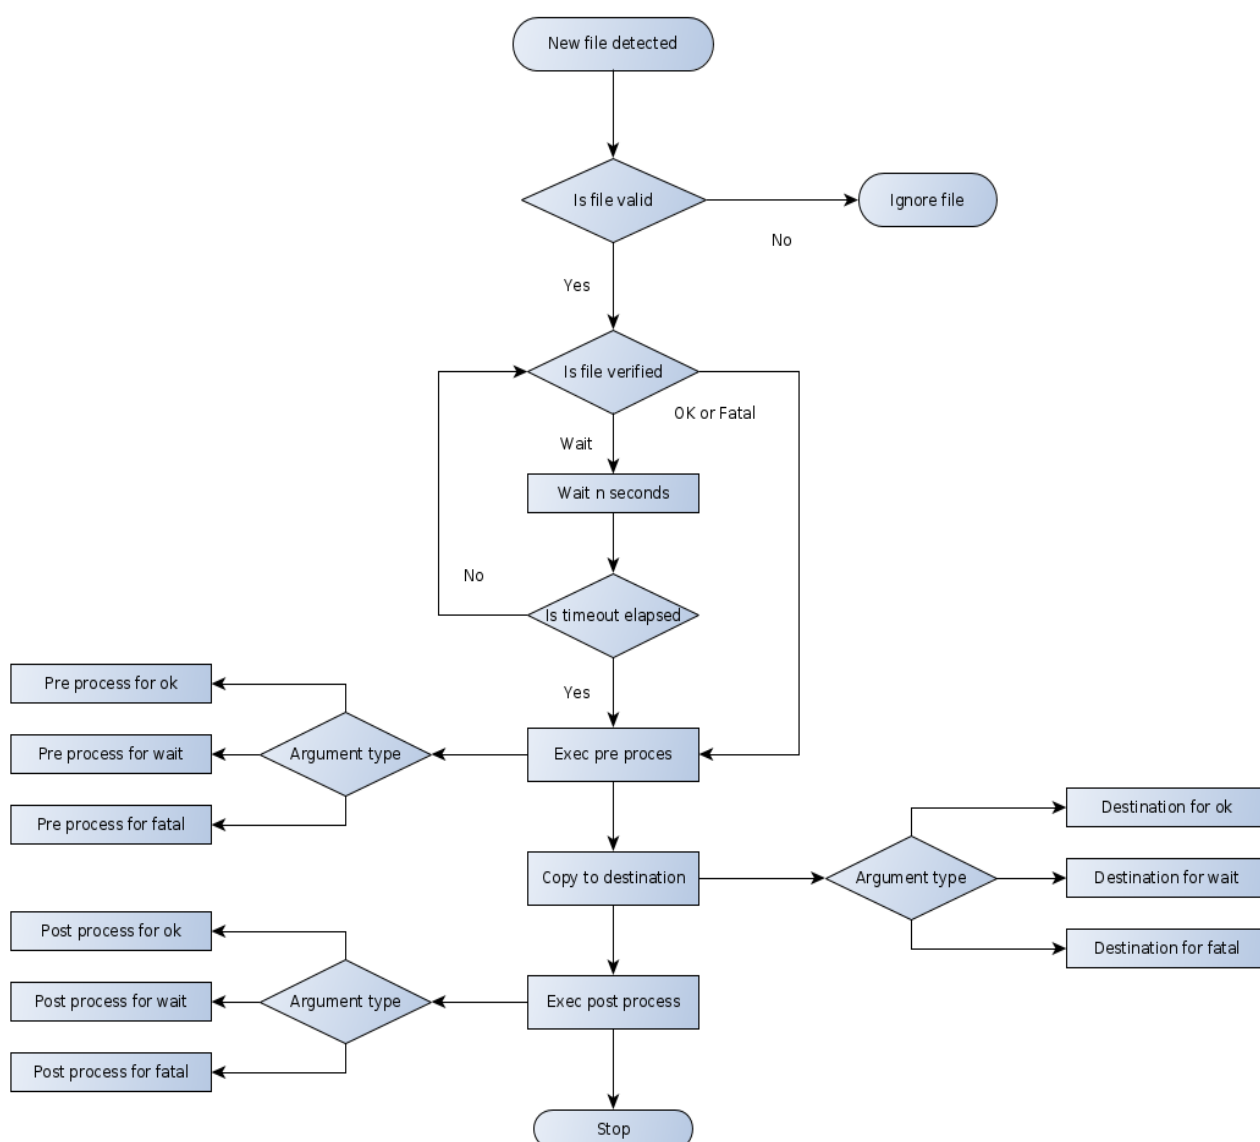 New file detected
Is file valid
Ignore file
No
Yes
Is file verified
OK or Fatal
Wait
Wait n seconds
No
Is timeout elapsed
Yes
Pre process for ok
Pre process for wait
Argument type
Exec pre proces
Pre process for fatal
Destination for ok
Copy to destination
Argument type
Destination for wait
Destination for fatal
Post process for ok
Post process for wait
Argument type
Exec post process
Post process for fatal
Stop